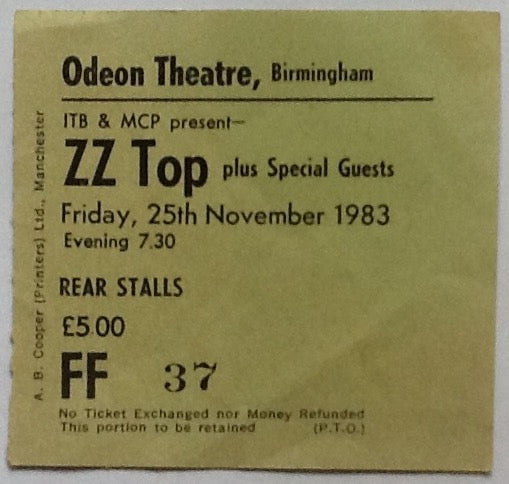 Odeon Theatre, Birmingham
ITB & MCP present—
ZZ Top plus Special Guests
Friday, 25th November 1983
Evening 7.30
REAR STALLS
£5.00
FF 37
No Ticket Exchanged nor Money Refunded
This portion to be retained (P.T.O.)
A. B. Cooper (Printers) Ltd., Manchester